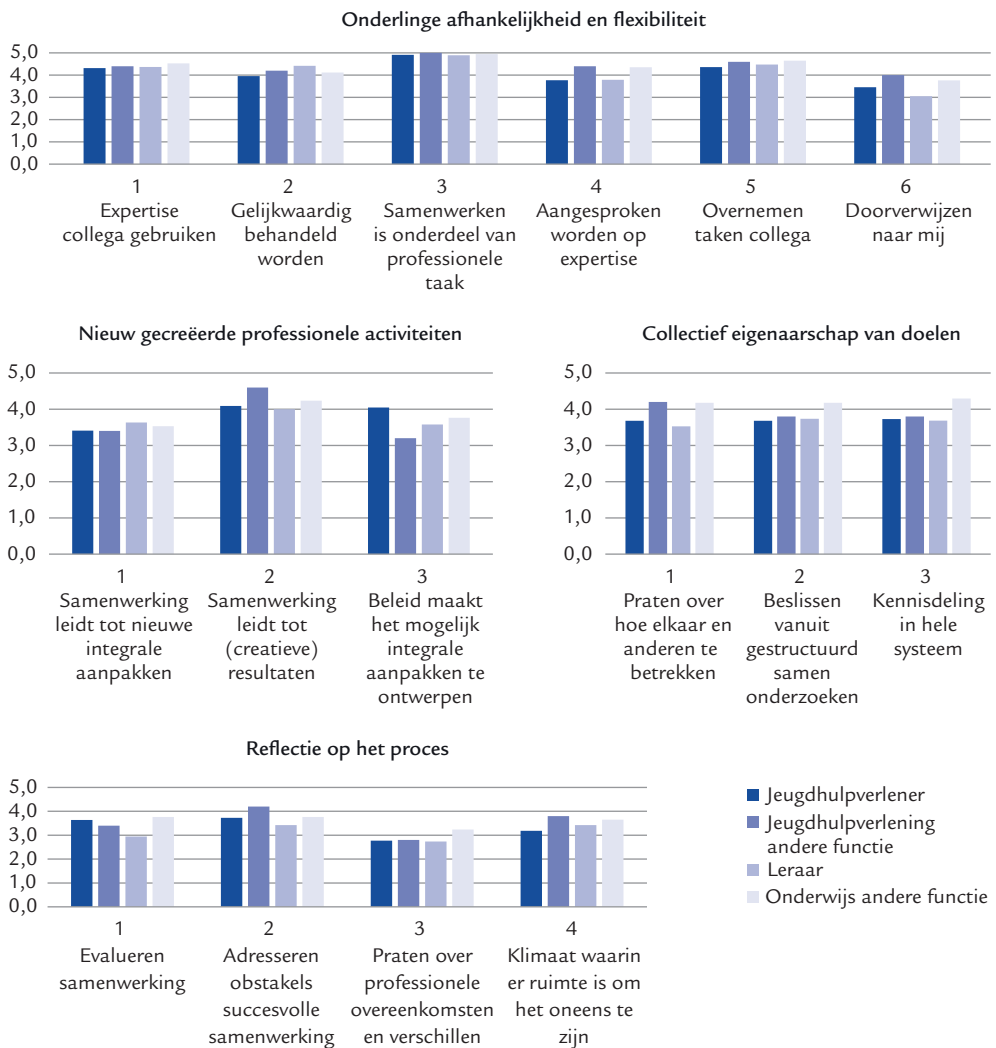 Onderlinge afhankelijkheid en flexibiliteit
5,0
4,0
3,0
2,0
1,0
0,0
1
Expertise
collega gebruiken
2
Gelijkwaardig
behandeld
worden
3
Samenwerken
is onderdeel van
professionele
taak
4
Aangesproken
worden op
expertise
5
Overnemen
taken collega
6
Doorverwijzen
naar mij
Nieuw gecreëerde professionele activiteiten
5,0
4,0
3,0
2,0
1,0
0,0
1
Samenwerking
leidt tot nieuwe
integrale
aanpakken
2
Samenwerking
leidt tot
(creatieve)
resultaten
3
Beleid maakt
het mogelijk
integrale
aanpakken te
ontwerpen
Collectief eigenaarschap van doelen
5,0
4,0
3,0
2,0
1,0
0,0
1
Praten over
hoe elkaar en
anderen te
betrekken
2
Beslissen
vanuit
gestructuurd
samen
onderzoeken
3
Kennisdeling
in hele
systeem
Reflectie op het proces
5,0
4,0
3,0
2,0
1,0
0,0
1
Evalueren
samenwerking
2
Adresseren
obstakels
succesvolle
samenwerking
3
Praten over
professionele
overeenkomsten
en verschillen
4
Klimaat waarin
er ruimte is om
het oneens te
zijn
Jeugdhulpverlener
Jeugdhulpverlening
andere functie
Leraar
Onderwijs andere functie